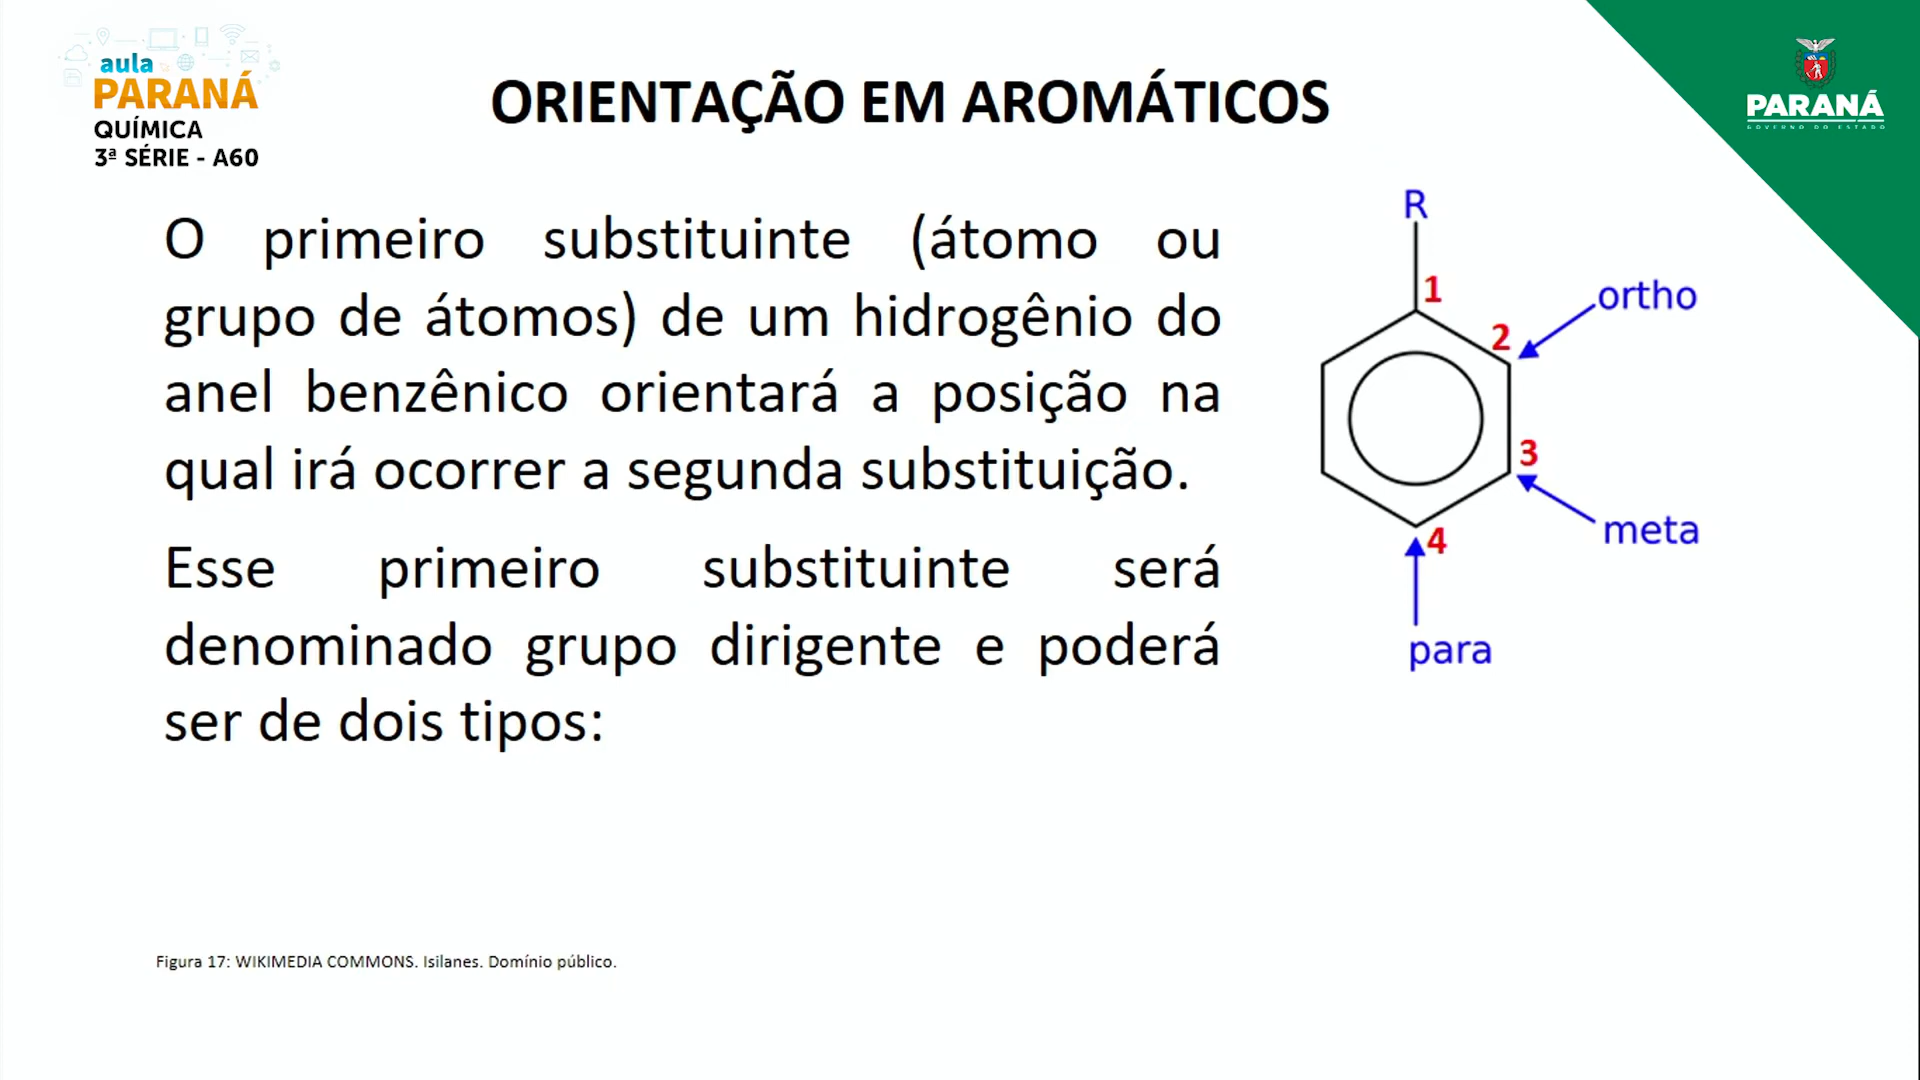 aula
PARANÁ
QUÍMICA
3ª SÉRIE - A60
ORIENTAÇÃO EM AROMÁTICOS
PARANÁ
GOVERNO DO ESTADO
O primeiro substituinte (átomo ou
grupo de átomos) de um hidrogênio do
anel benzênico orientará a posição na
qual irá ocorrer a segunda substituição.
Esse primeiro substituinte será
denominado grupo dirigente e poderá
ser de dois tipos:
R
1
ortho
2
3
meta
4
para
Figura 17: WIKIMEDIA COMMONS. Isilanes. Domínio público.